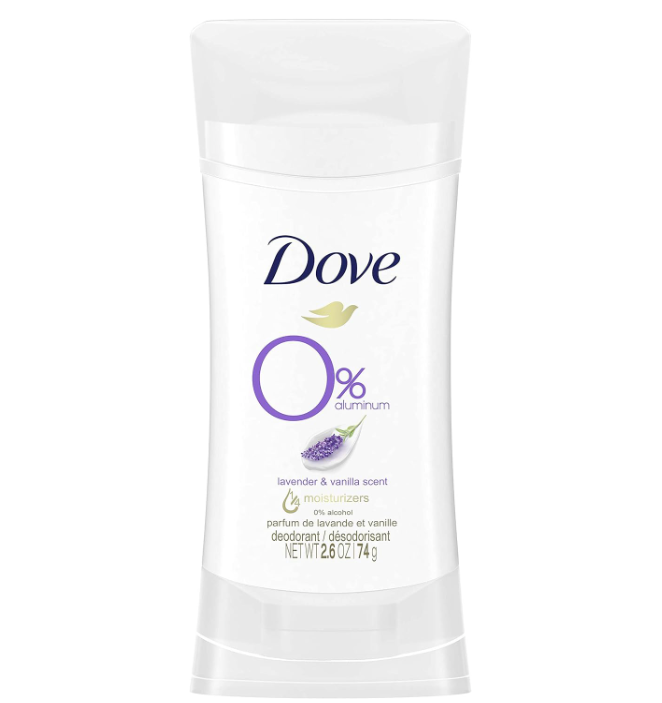 Dove
0%
aluminum
lavender & vanilla scent
moisturizers
0% alcohol
parfum de lavande et vanille
deodorant / désodorisant
NET WT 2.6 OZ | 74 g